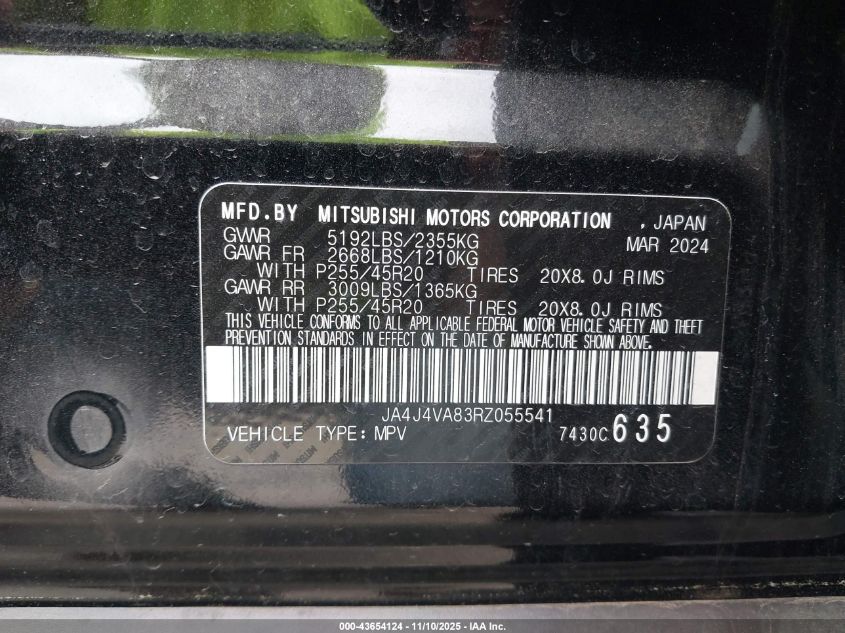 MFD.BY MITSUBISHI MOTORS CORPORATION , JAPAN
GVWR 5192LBS/2355KG MAR 2024
GAWR FR 2668LBS/1210KG
WITH P255/45R20 TIRES 20X8.0J RIMS
GAWR RR 3009LBS/1365KG
WITH P255/45R20 TIRES 20X8.0J RIMS
THIS VEHICLE CONFORMS TO ALL APPLICABLE FEDERAL MOTOR VEHICLE SAFETY AND THEFT
PREVENTION STANDARDS IN EFFECT ON THE DATE OF MANUFACTURE SHOWN ABOVE.
JA4J4VA83RZ055541
VEHICLE TYPE: MPV 7430C 635
000-43654124 - 11/10/2025 - IAA Inc.